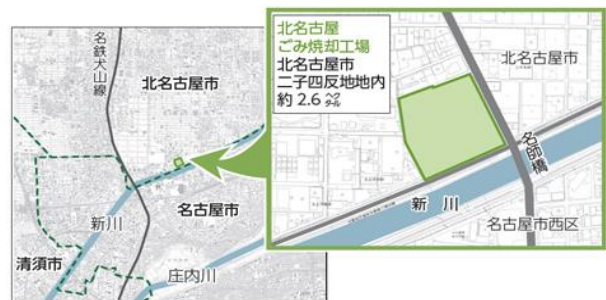 名鉄犬山線
北名古屋市
新川
名古屋市
清須市
庄内川
北名古屋
ごみ焼却工場
北名古屋市
二子四反地地内
約2.6ヘクタール
北名古屋市
名師橋
新川
名古屋市西区